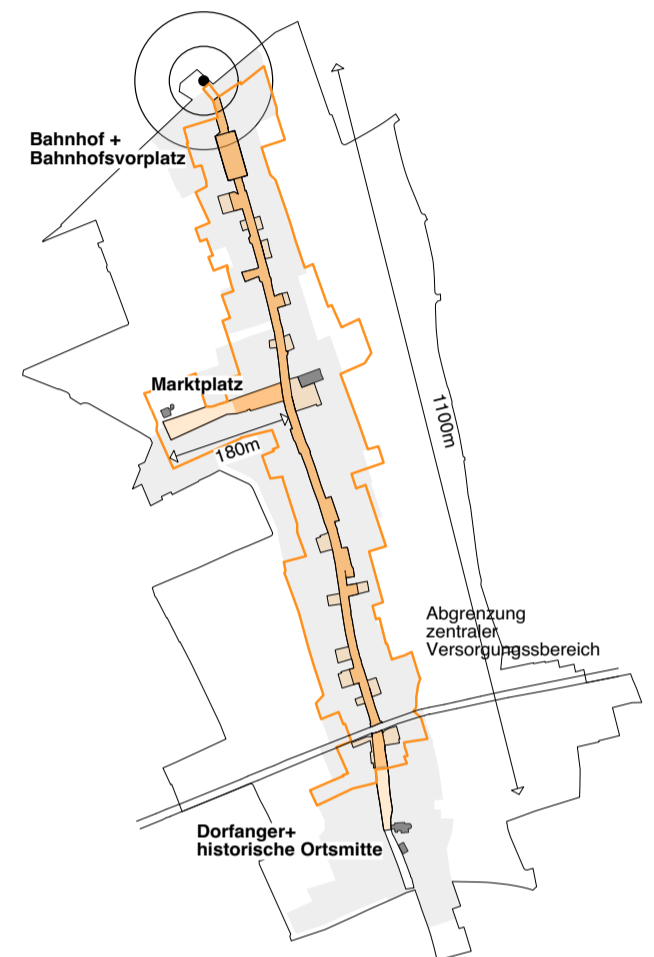 Bahnhof +
Bahnhofsvorplatz
Marktplatz
180m
1100m
Abgrenzung
zentraler
Versorgungssbereich
Dorfanger+
historische Ortsmitte